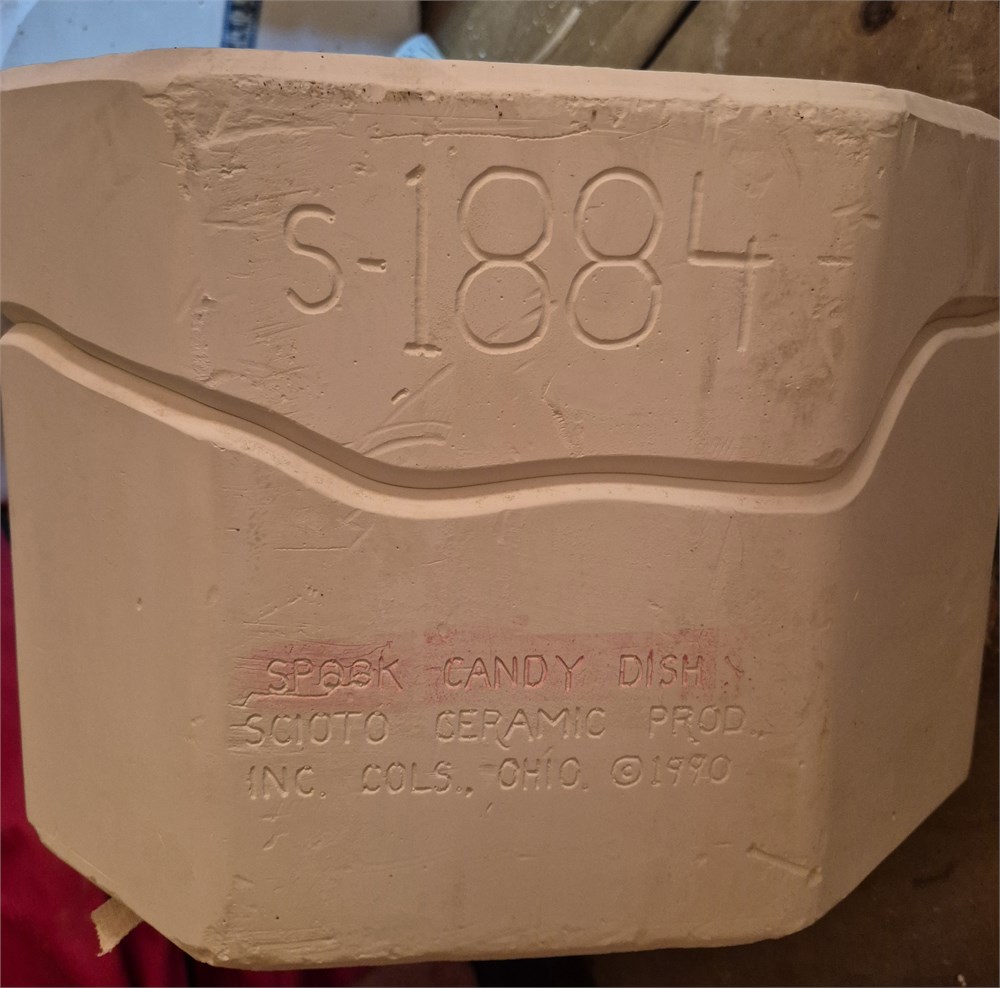 S-1884
SPOOK CANDY DISH
SCIOTO CERAMIC PROD.,
INC. COLS., OHIO. ©1990